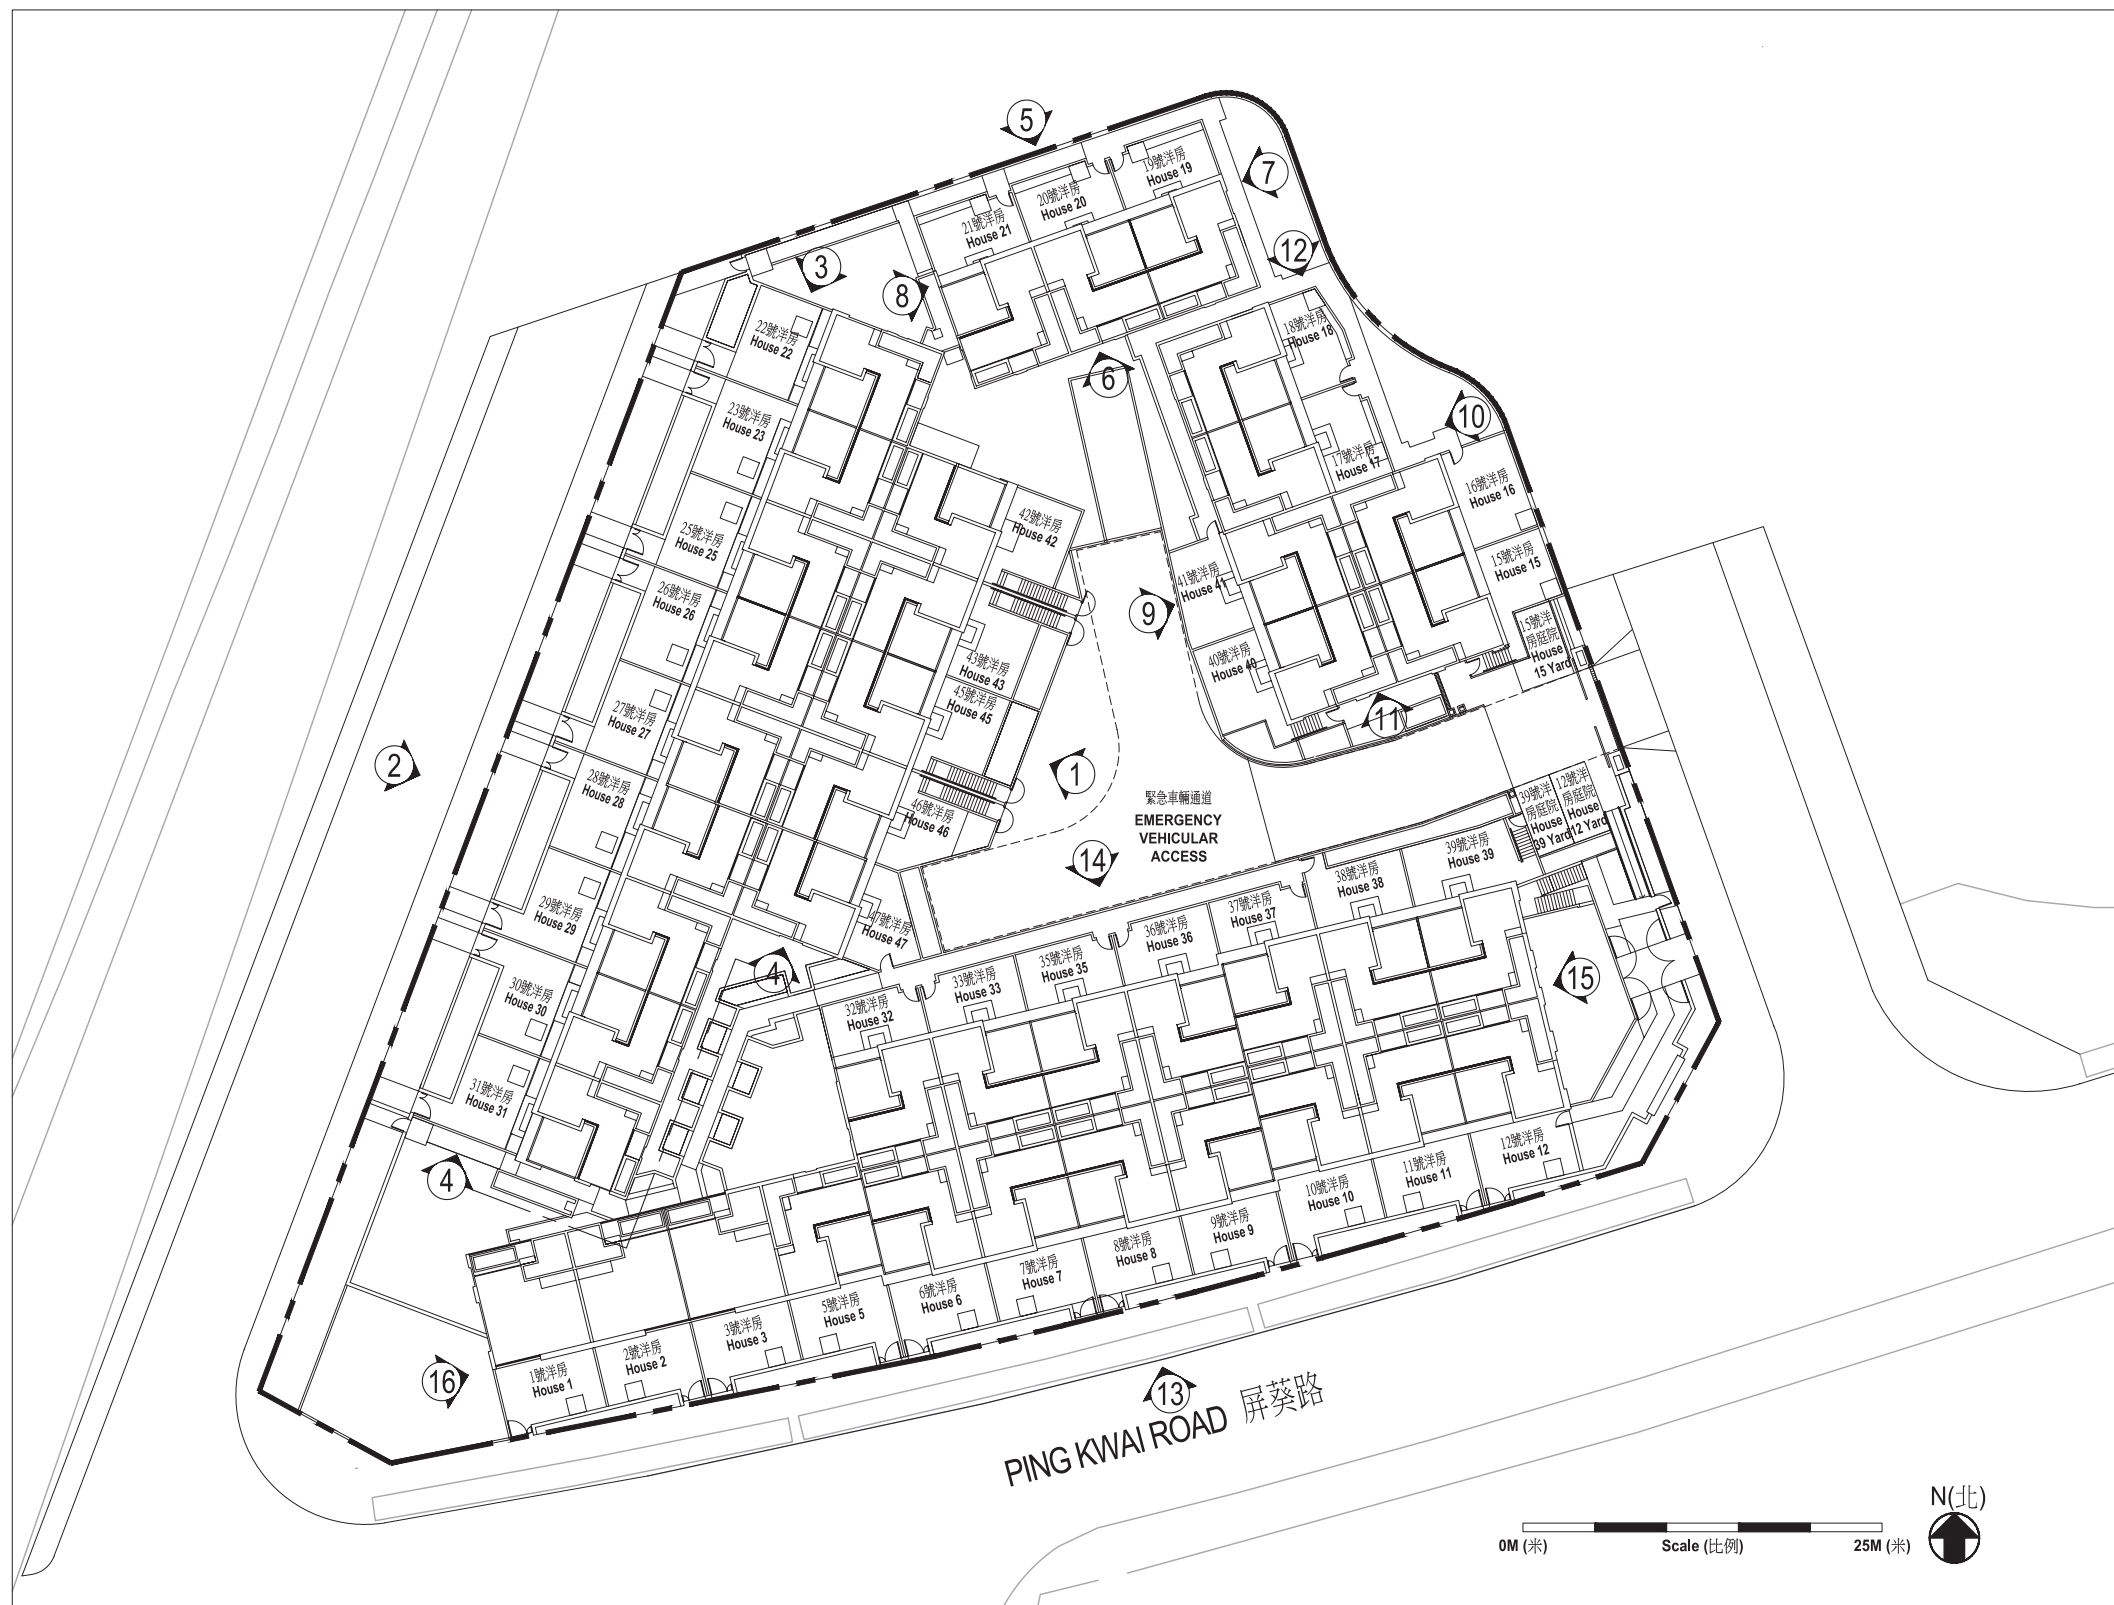 5
7
19號洋房
House 19
20號洋房
House 20
21號洋房
House 21
12
3
8
18號洋房
House 18
22號洋房
House 22
6
10
23號洋房
House 23
17號洋房
House 17
16號洋房
House 16
42號洋房
House 42
25號洋房
House 25
15號洋房
House 15
41號洋房
House 41
26號洋房
House 26
9
15號洋
房庭院
House
15 Yard
43號洋房
House 43
40號洋房
House 40
45號洋房
House 45
27號洋房
House 27
11
2
1
28號洋房
House 28
緊急車輛通道
EMERGENCY
VEHICULAR
ACCESS
46號洋房
House 46
39號洋
房庭院
House
39 Yard
12號洋
房庭院
House
12 Yard
14
39號洋房
House 39
38號洋房
House 38
29號洋房
House 29
37號洋房
House 37
47號洋房
House 47
36號洋房
House 36
35號洋房
House 35
4
15
33號洋房
House 33
30號洋房
House 30
32號洋房
House 32
31號洋房
House 31
4
12號洋房
House 12
11號洋房
House 11
10號洋房
House 10
9號洋房
House 9
8號洋房
House 8
7號洋房
House 7
6號洋房
House 6
5號洋房
House 5
3號洋房
House 3
2號洋房
House 2
1號洋房
House 1
16
13
PING KWAI ROAD 屏葵路
N(北)
0M (米)
Scale (比例)
25M (米)